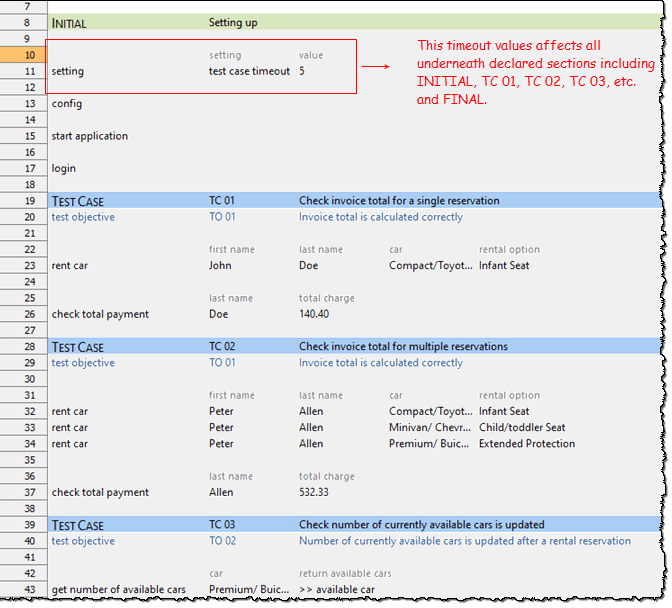 7
8 INITIAL Setting up
9
10 setting value
11 setting test case timeout 5
12
13 config
14
15 start application
16
17 login
18
19 TEST CASE TC 01 Check invoice total for a single reservation
20 test objective TO 01 Invoice total is calculated correctly
21
22 first name last name car rental option
23 rent car John Doe Compact/Toyot... Infant Seat
24
25 last name total charge
26 check total payment Doe 140.40
27
28 TEST CASE TC 02 Check invoice total for multiple reservations
29 test objective TO 01 Invoice total is calculated correctly
30
31 first name last name car rental option
32 rent car Peter Allen Compact/Toyot... Infant Seat
33 rent car Peter Allen Minivan/ Chevr... Child/toddler Seat
34 rent car Peter Allen Premium/ Buic... Extended Protection
35
36 last name total charge
37 check total payment Allen 532.33
38
39 TEST CASE TC 03 Check number of currently available cars is updated
40 test objective TO 02 Number of currently available cars is updated after a rental reservation
41
42 car return available cars
43 get number of available cars Premium/ Buic... >> available car
This timeout values affects all
underneath declared sections including
INITIAL, TC 01, TC 02, TC 03, etc.
and FINAL.